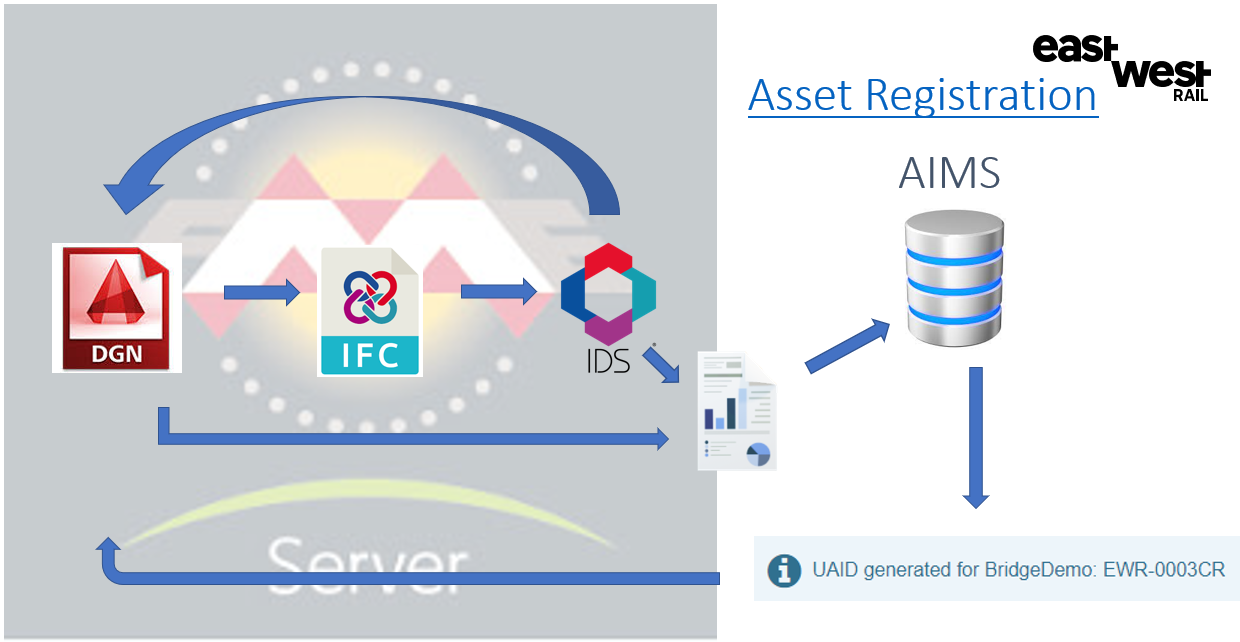 east
west
RAIL
Asset Registration
AIMS
DGN
IFC
IDS
Server
UAID generated for BridgeDemo: EWR-0003CR